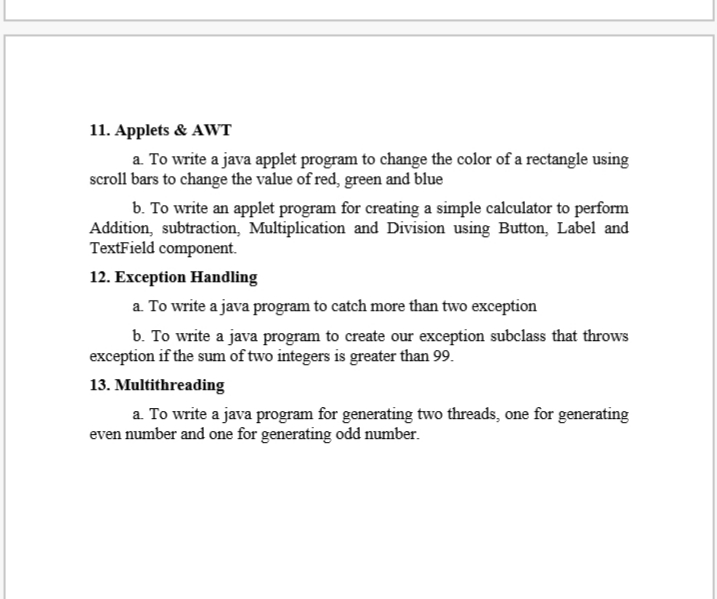 11. Applets & AWT
a. To write a java applet program to change the color of a rectangle using
scroll bars to change the value of red, green and blue
b. To write an applet program for creating a simple calculator to perform
Addition, subtraction, Multiplication and Division using Button, Label and
TextField component.
12. Exception Handling
a. To write a java program to catch more than two exception
b. To write a java program to create our exception subclass that throws
exception if the sum of two integers is greater than 99.
13. Multithreading
a. To write a java program for generating two threads, one for generating
even number and one for generating odd number.